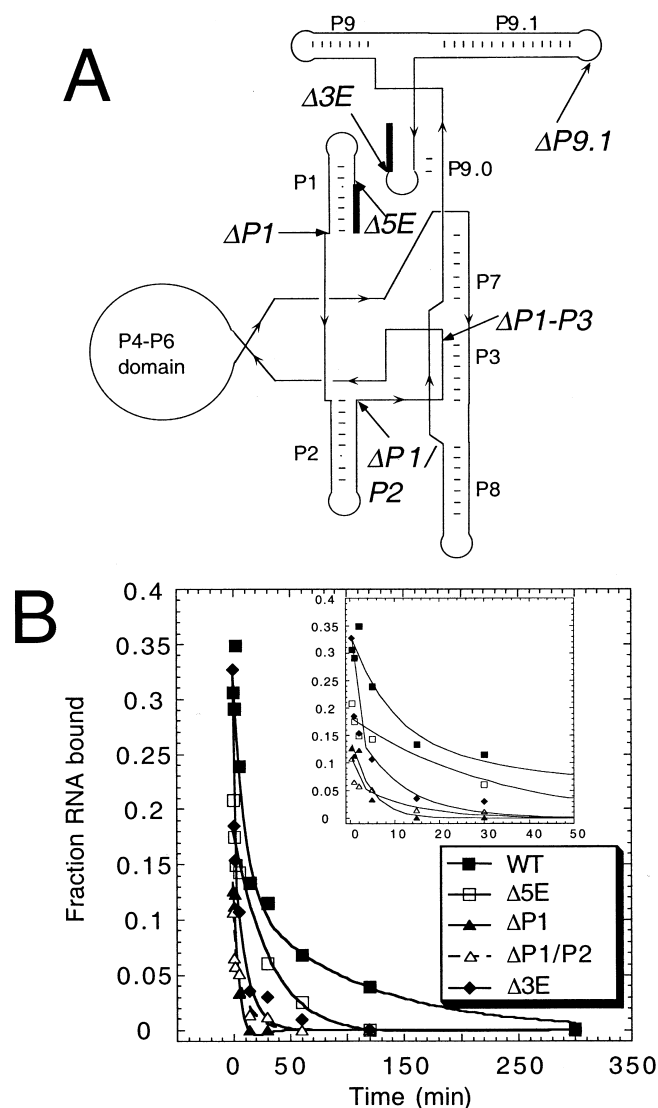 A
P9
P9.1
Δ3E
ΔP9.1
P1
P9.0
Δ5E
ΔP1
P7
ΔP1-P3
P4-P6
domain
P3
P2
ΔP1/
P2
P8
B
0.4
0.35
0.3
0.25
0.2
0.15
0.1
0.05
0
Fraction RNA bound
0.4
0.35
0.3
0.25
0.2
0.15
0.1
0.05
0
0 10 20 30 40 50
WT
Δ5E
ΔP1
ΔP1/P2
Δ3E
0 50 150 200 250 300 350
Time (min)